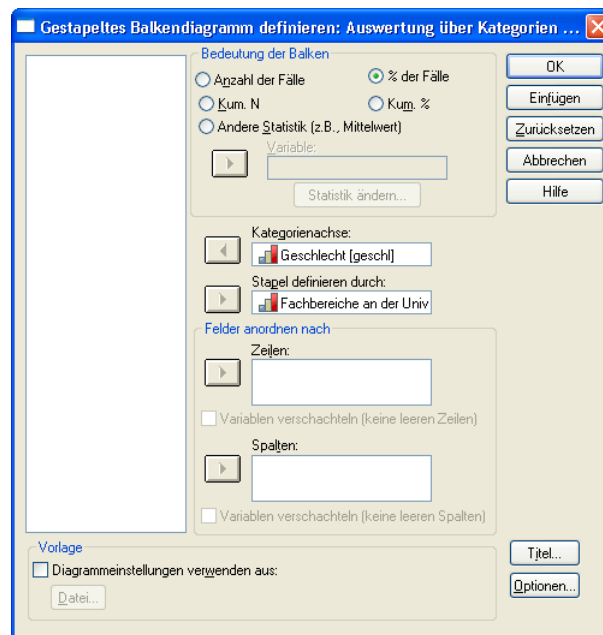 Gestapeltes Balkendiagramm definieren: Auswertung über Kategorien ...
Bedeutung der Balken
Anzahl der Fälle
% der Fälle
Kum. N
Kum. %
Andere Statistik (z.B., Mittelwert)
Variable:
Statistik ändern...
OK
Einfügen
Zurücksetzen
Abbrechen
Hilfe
Kategorienachse:
Geschlecht [geschl]
Stapel definieren durch:
Fachbereiche an der Univ
Felder anordnen nach
Zeilen:
Variablen verschachteln (keine leeren Zeilen)
Spalten:
Variablen verschachteln (keine leeren Spalten)
Vorlage
Diagrammeinstellungen verwenden aus:
Datei...
Titel...
Optionen...